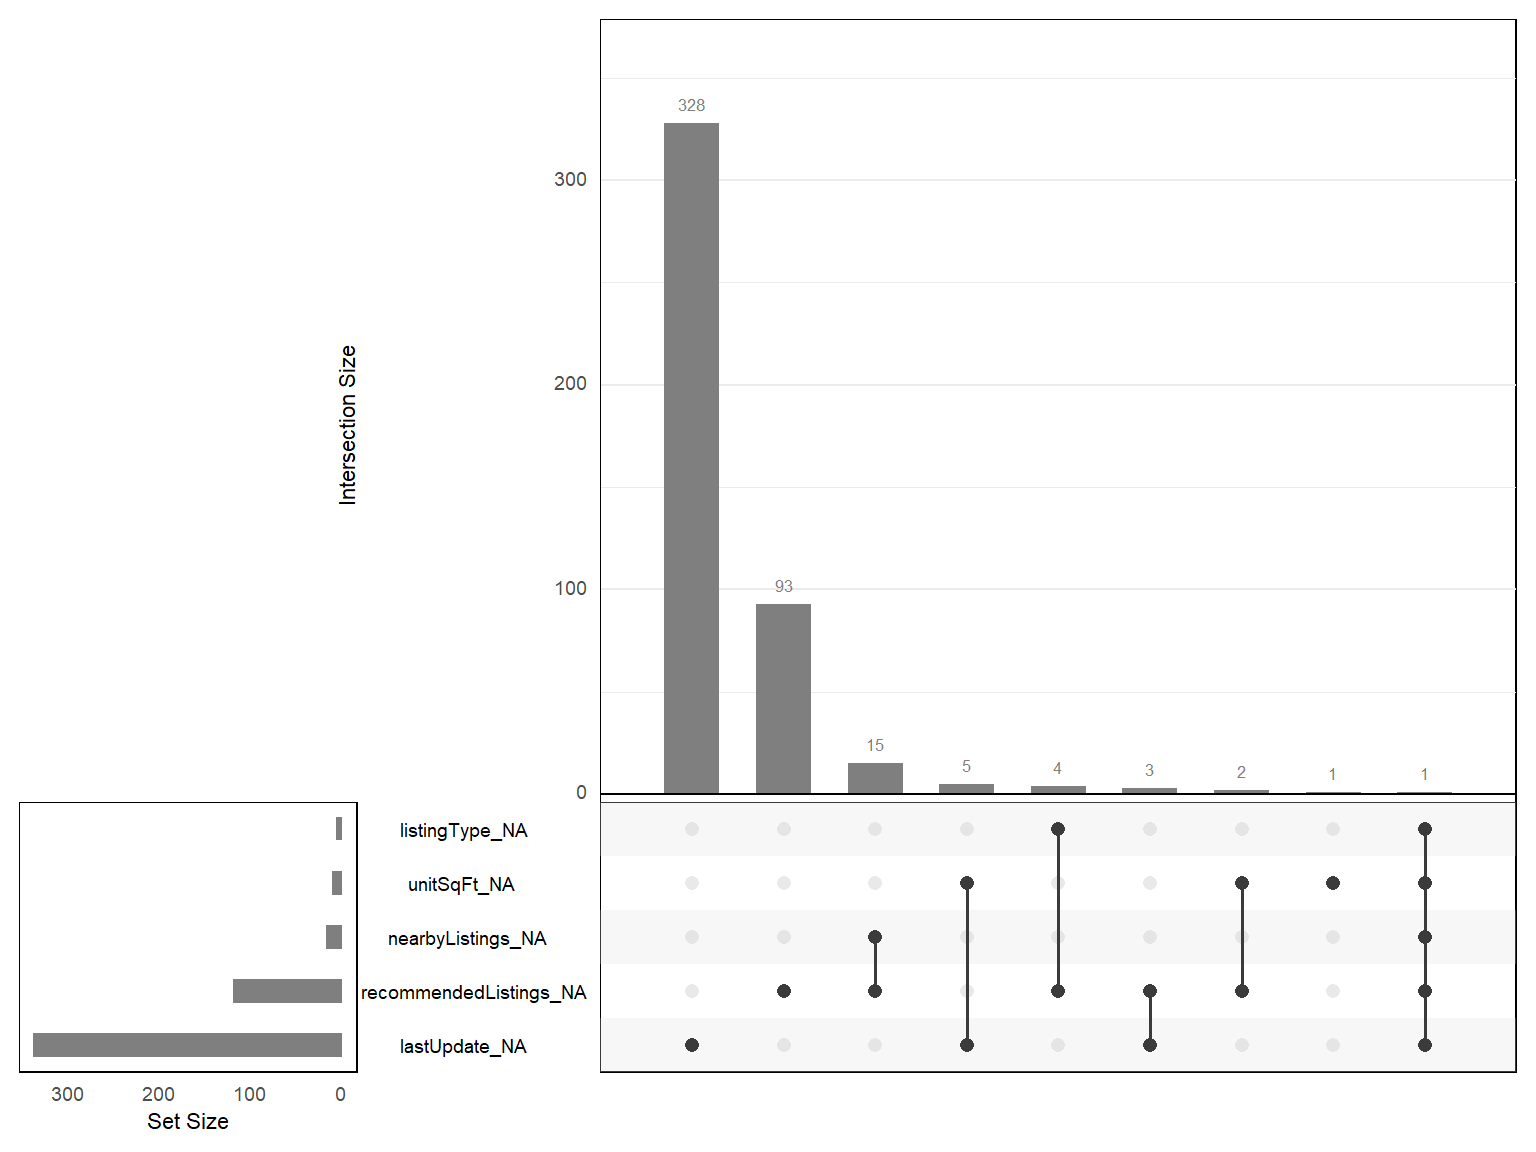 328
300
Intersection Size
200
100
93
15
5
4
3
2
1
1
0
listingType_NA
unitSqFt_NA
nearbyListings_NA
recommendedListings_NA
lastUpdate_NA
300 200 100 0
Set Size